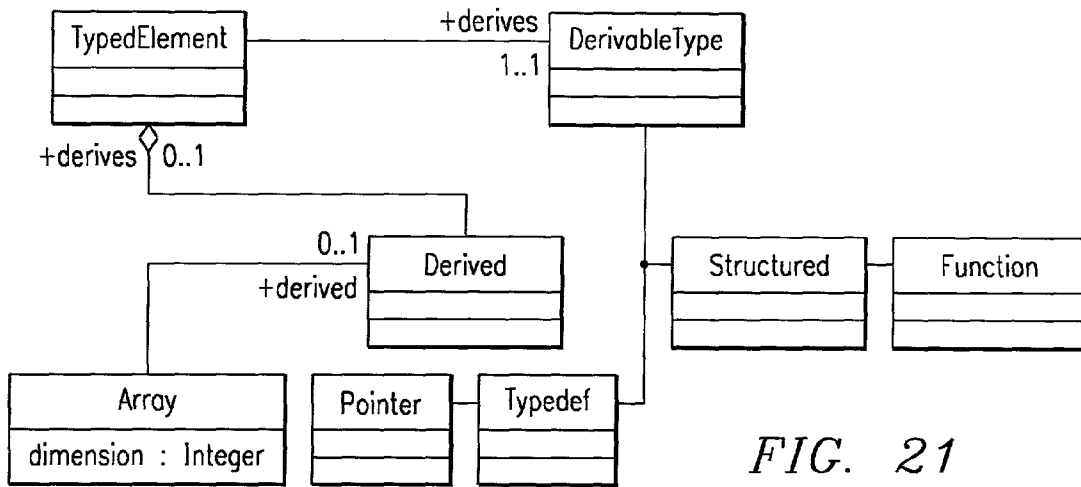 TypedElement
+derives
1..1
DerivableType
+derives
0..1
0..1
+derived
Derived
Structured
Function
Array
dimension : Integer
Pointer
Typedef
FIG. 21